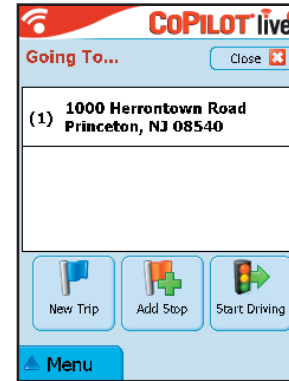 CoPILOT live
Going To...
Close
(1) 1000 Herrontown Road
Princeton, NJ 08540
New Trip
Add Stop
Start Driving
Menu